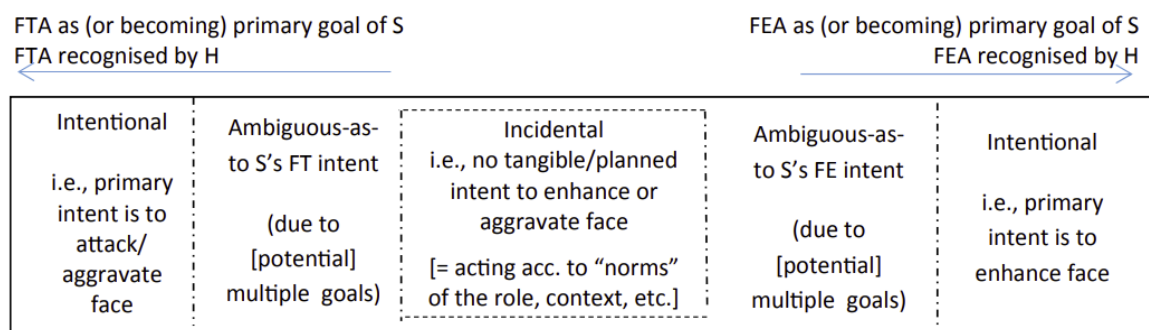 FTA as (or becoming) primary goal of S
FTA recognised by H
FEA as (or becoming) primary goal of S
FEA recognised by H
Intentional
i.e., primary
intent is to
attack/
aggravate
face
Ambiguous-as-
to S's FT intent
(due to
[potential]
multiple goals)
Incidental
i.e., no tangible/planned
intent to enhance or
aggravate face
[= acting acc. to “norms”
of the role, context, etc.]
Ambiguous-as-
to S's FE intent
(due to
[potential]
multiple goals)
Intentional
i.e., primary
intent is to
enhance face